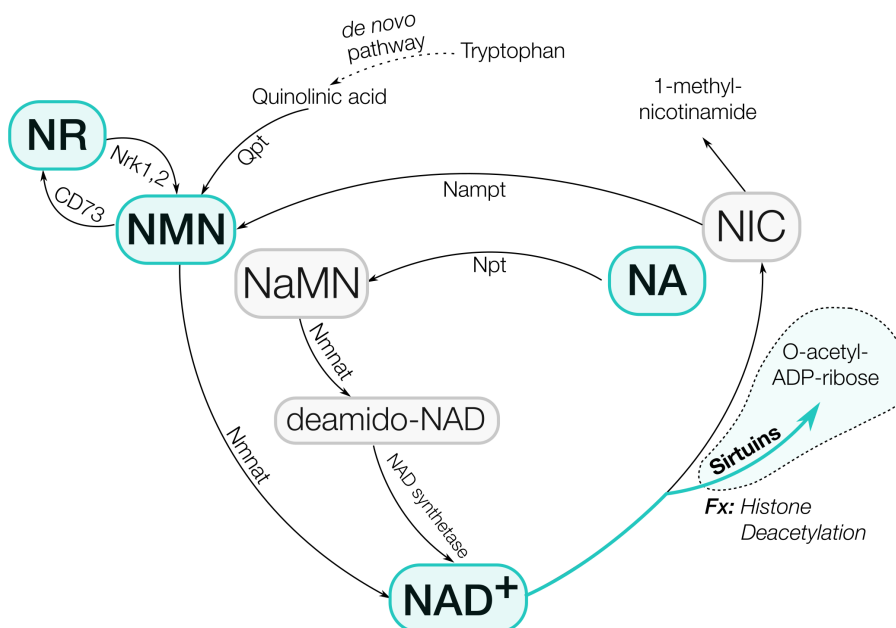 de novo
pathway
Tryptophan
Quinolinic acid
1-methyl-
nicotinamide
NR
Nrk1,2
Qpt
CD73
Nampt
NMN
NIC
NaMN
Npt
NA
Nmnat
O-acetyl-
ADP-ribose
deamido-NAD
Sirtuins
Nmnat
NAD synthetase
Fx: Histone
Deacetylation
NAD+